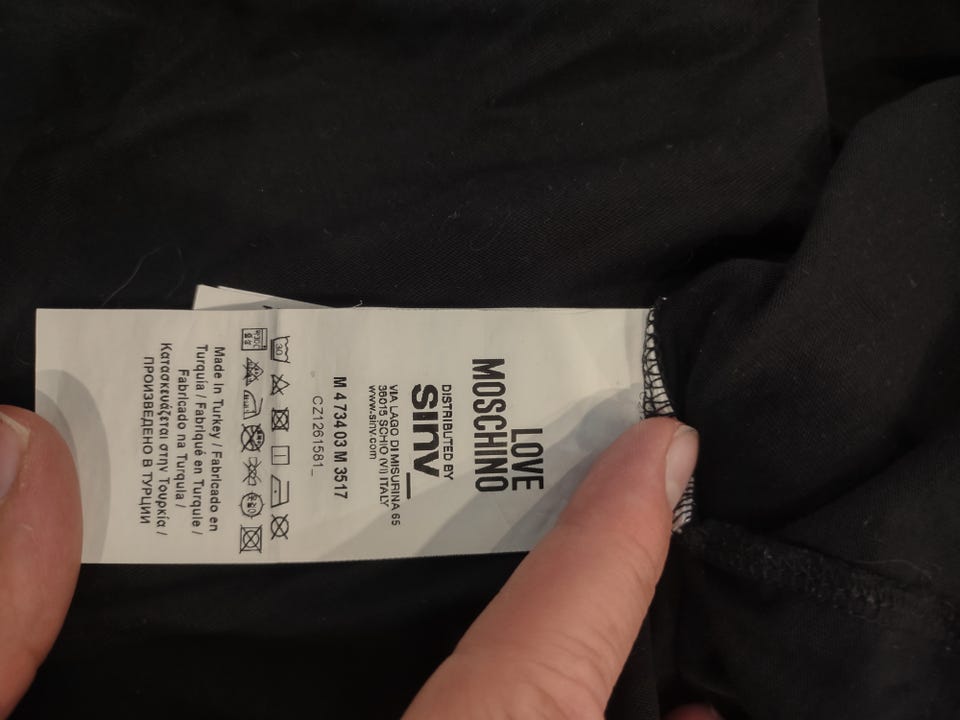 LOVE
MOSCHINO
DISTRIBUTED BY
sinv_
VIA LAGO DI MISURINA 65
36015 SCHIO (VI) ITALY
www.sinv.com
M 4 734 03 M 3517
CZ1261581_
30
Made in Turkey / Fabricado en
Turquía / Fabriqué en Turquie /
Fabricado na Turquia /
Κατασκευάζεται στην Τουρκία /
ПРОИЗВЕДЕНО В ТУРЦИИ